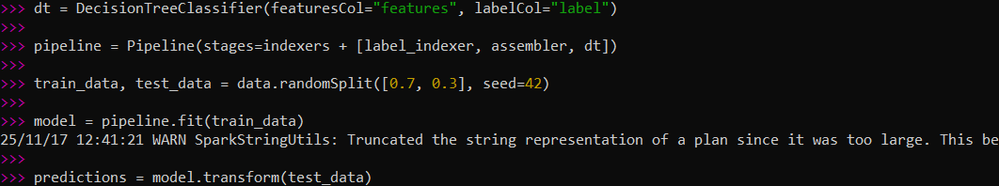 >>> dt = DecisionTreeClassifier(featuresCol="features", labelCol="label")
>>>
>>> pipeline = Pipeline(stages=indexers + [label_indexer, assembler, dt])
>>>
>>> train_data, test_data = data.randomSplit([0.7, 0.3], seed=42)
>>>
>>> model = pipeline.fit(train_data)
25/11/17 12:41:21 WARN SparkStringUtils: Truncated the string representation of a plan since it was too large. This be
>>>
>>> predictions = model.transform(test_data)